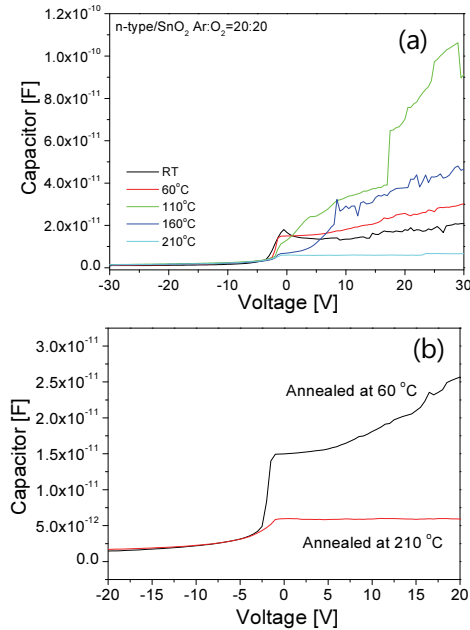 n-type/SnO₂ Ar:O₂=20:20
(a)
Capacitor [F]
1.2x10⁻¹⁰
1.0x10⁻¹⁰
8.0x10⁻¹¹
6.0x10⁻¹¹
4.0x10⁻¹¹
2.0x10⁻¹¹
0.0
RT
60°C
110°C
160°C
210°C
-30 -20 -10 0 10 20 30
Voltage [V]
(b)
Capacitor [F]
3.0x10⁻¹¹
2.5x10⁻¹¹
2.0x10⁻¹¹
1.5x10⁻¹¹
1.0x10⁻¹¹
5.0x10⁻¹²
0.0
Annealed at 60 °C
Annealed at 210 °C
-20 -15 -10 -5 0 5 10 15 20
Voltage [V]